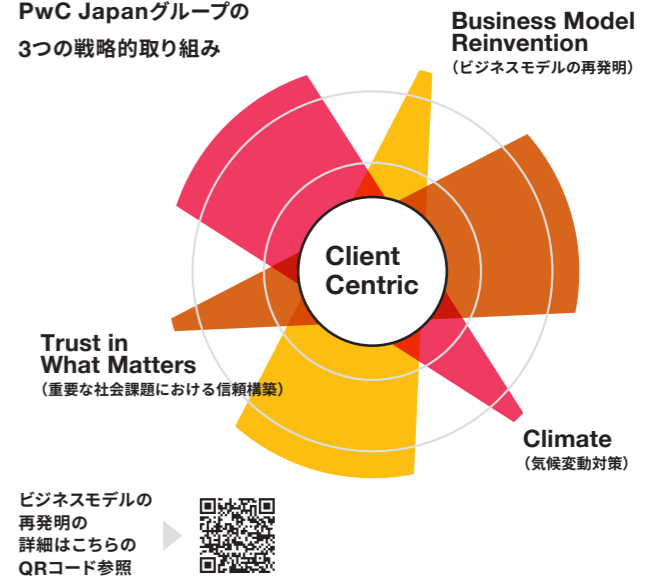 PwC Japanグループの
3つの戦略的取り組み
Business Model
Reinvention
（ビジネスモデルの再発明）
Client
Centric
Trust in
What Matters
（重要な社会課題における信頼構築）
Climate
（気候変動対策）
ビジネスモデルの
再発明の
詳細はこちらの
QRコード参照